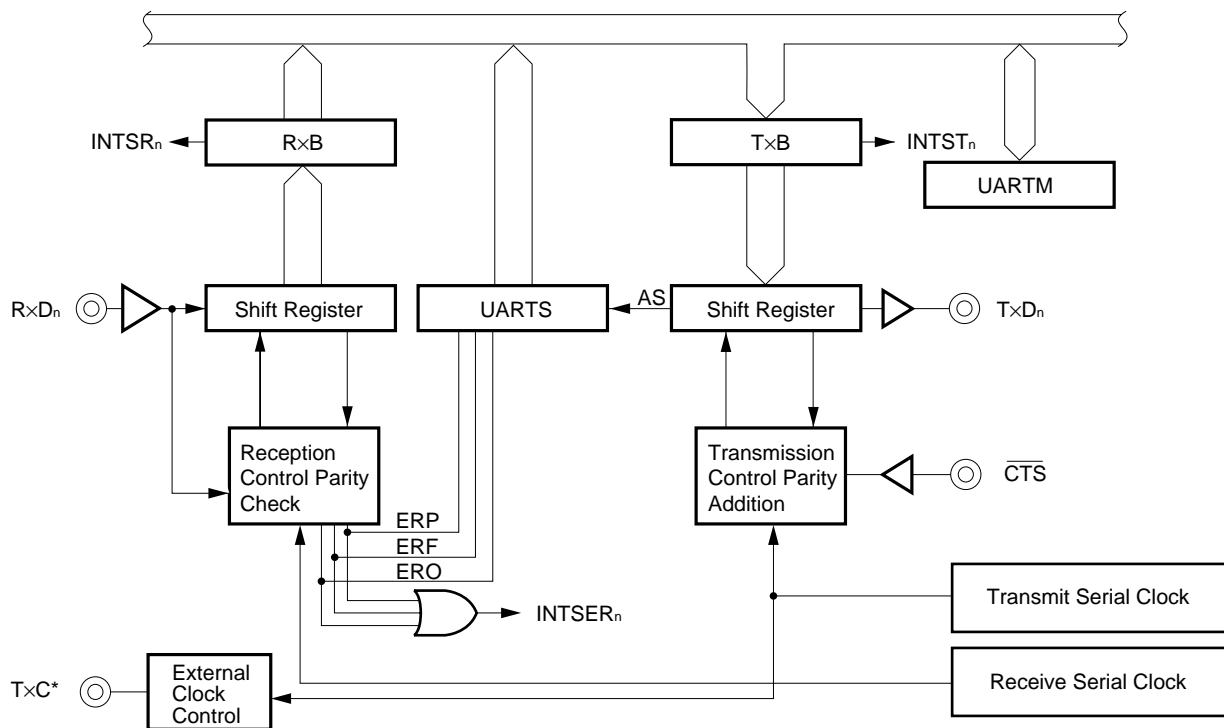 INTSRn
R×B
T×B
INTSTn
UARTM
R×Dn
Shift Register
UARTS
AS
Shift Register
T×Dn
Reception
Control Parity
Check
Transmission
Control Parity
Addition
CTS
ERP
ERF
ERO
INTSERn
Transmit Serial Clock
Receive Serial Clock
T×C*
External
Clock
Control